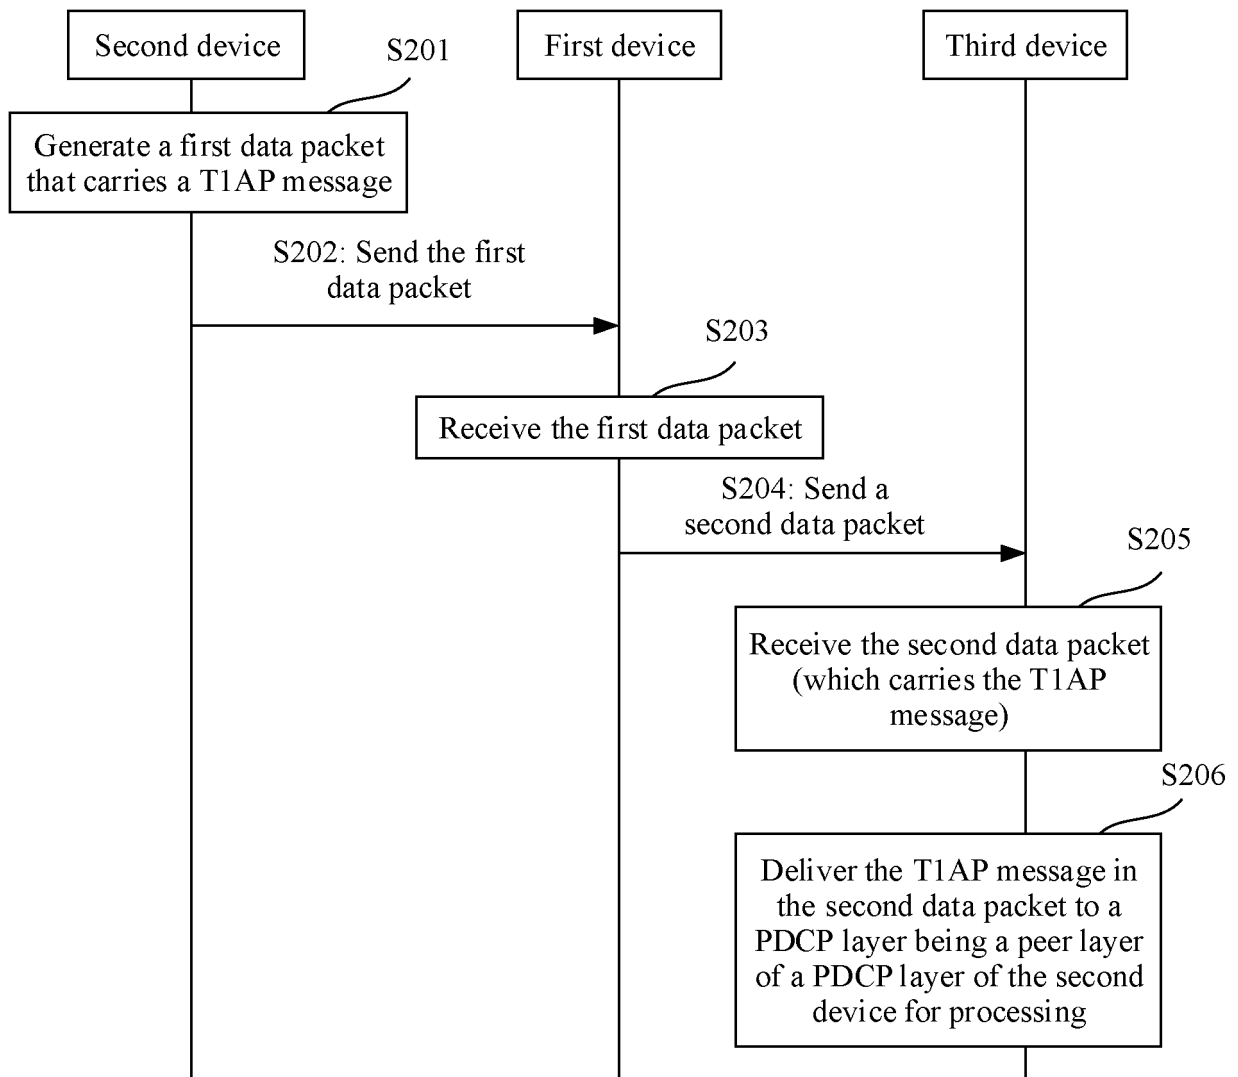 Second device
First device
Third device
S201
Generate a first data packet
that carries a T1AP message
S202: Send the first
data packet
S203
Receive the first data packet
S204: Send a
second data packet
S205
Receive the second data packet
(which carries the T1AP
message)
S206
Deliver the T1AP message in
the second data packet to a
PDCP layer being a peer layer
of a PDCP layer of the second
device for processing